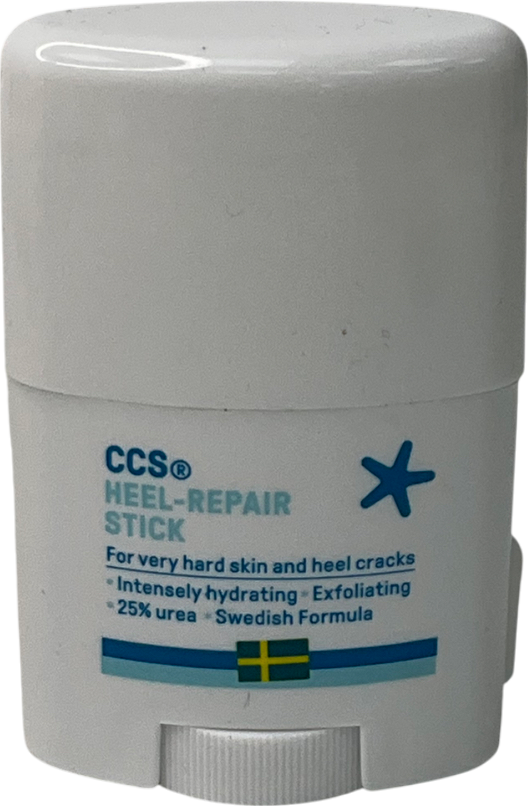 CCS®
HEEL-REPAIR
STICK
For very hard skin and heel cracks
• Intensely hydrating • Exfoliating
• 25% urea • Swedish Formula